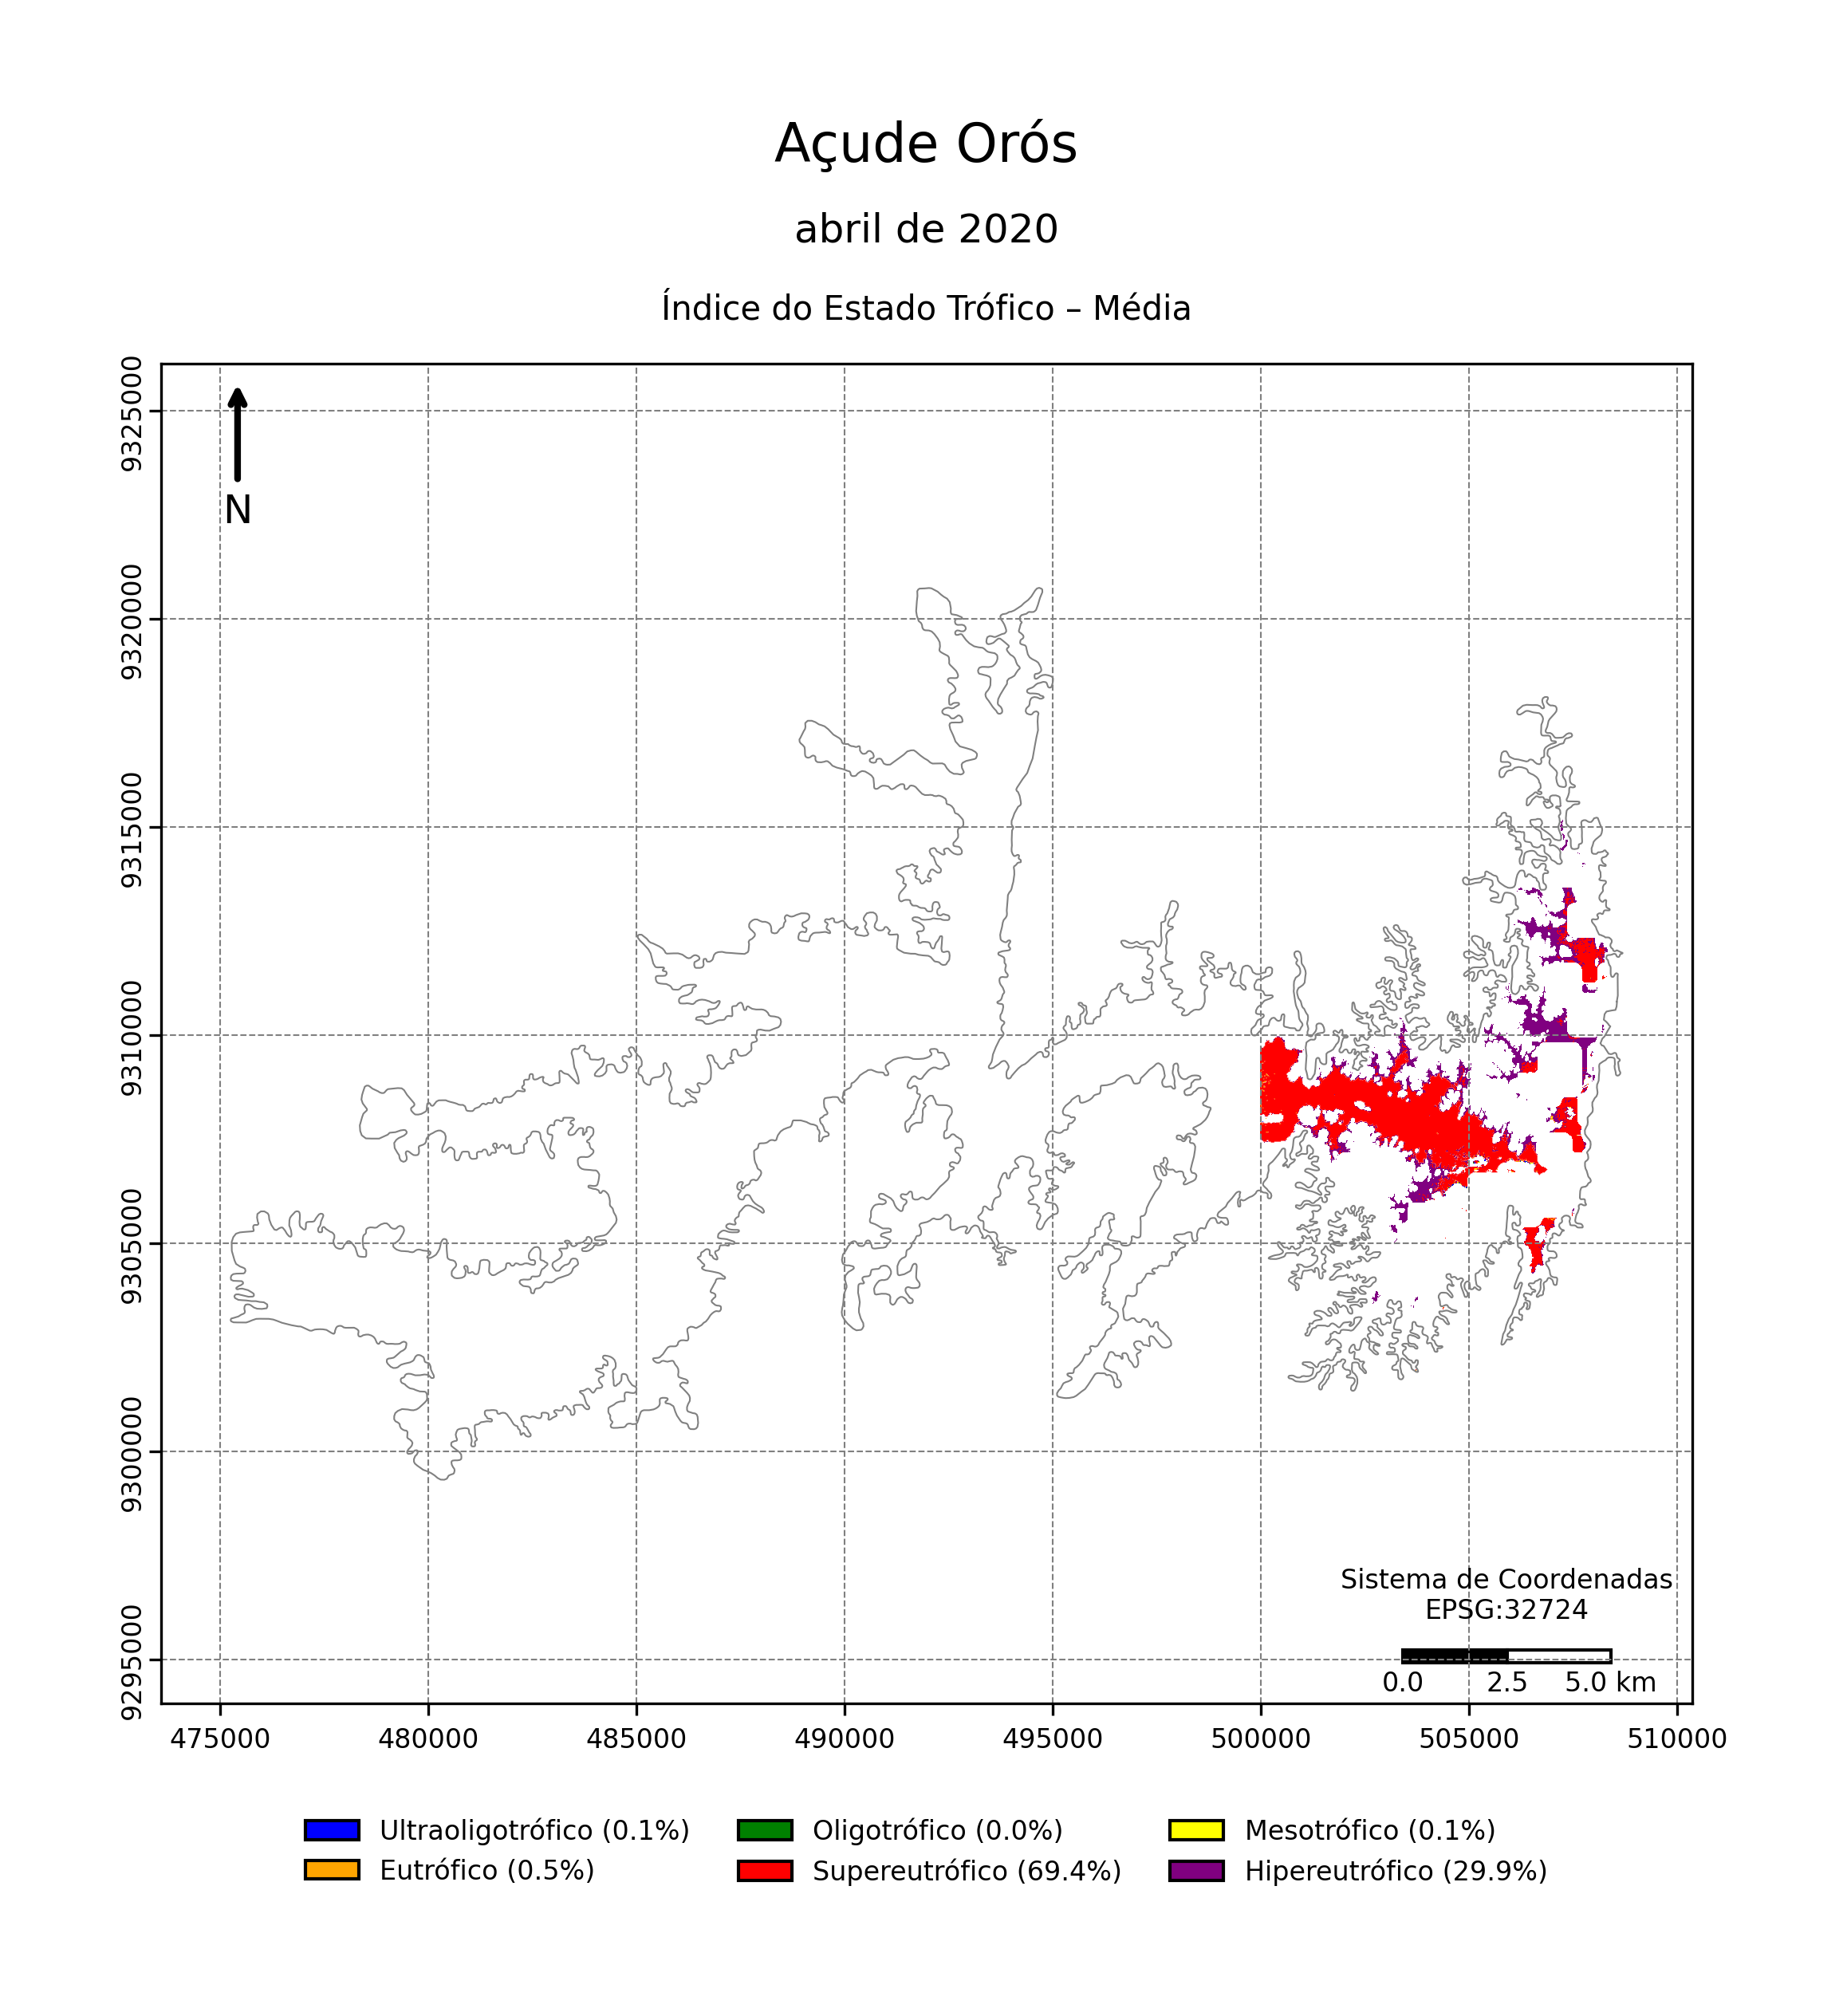 Açude Orós
abril de 2020
Índice do Estado Trófico – Média
9325000
9320000
9315000
9310000
9305000
9300000
9295000
N
Sistema de Coordenadas
EPSG:32724
0.0 2.5 5.0 km
475000 480000 485000 490000 495000 500000 505000 510000
Ultraoligotrófico (0.1%) Oligotrófico (0.0%) Mesotrófico (0.1%)
Eutrófico (0.5%) Supereutrófico (69.4%) Hipereutrófico (29.9%)